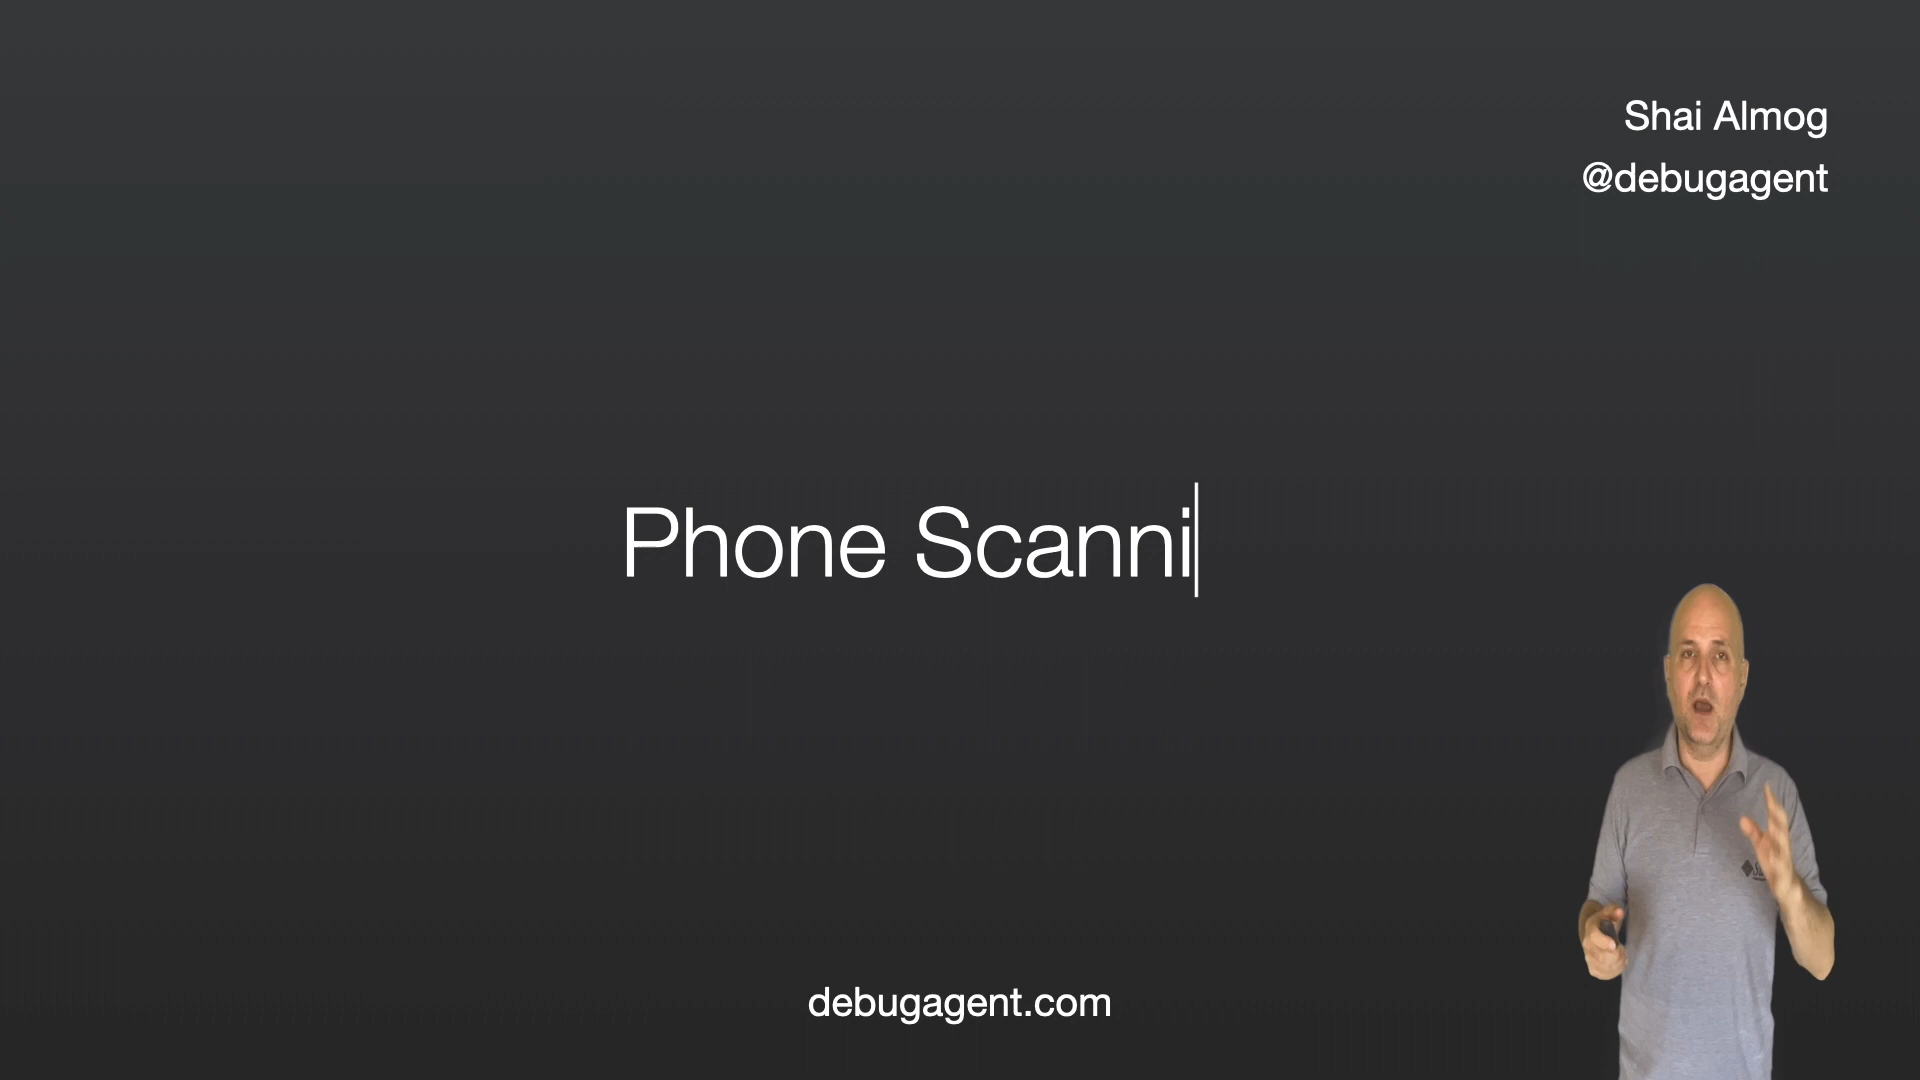 Shai Almog
@debugagent
Phone Scanni
debugagent.com